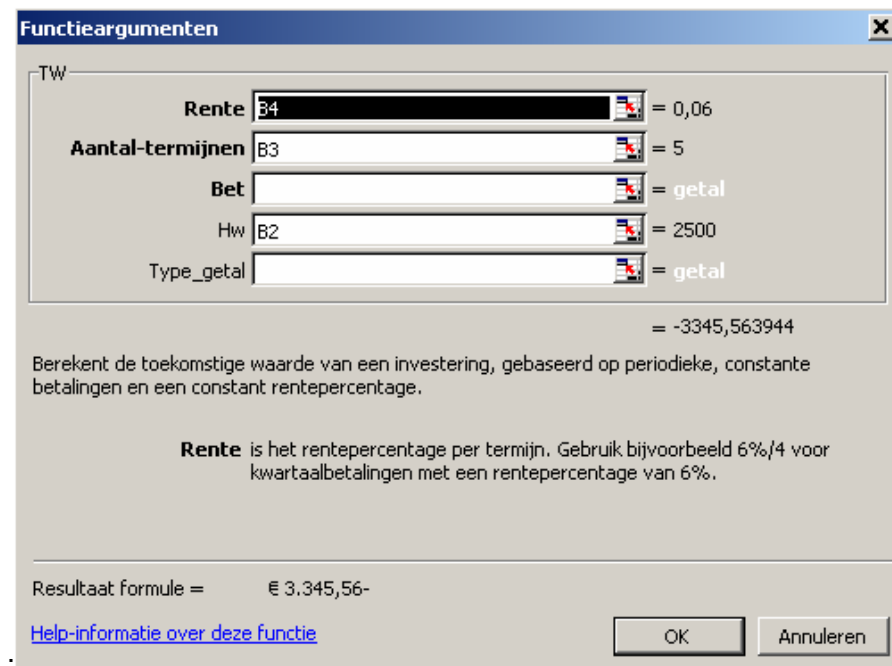 Functieargumenten
TW
Rente B4 = 0,06
Aantal-termijnen B3 = 5
Bet = getal
Hw B2 = 2500
Type_getal = getal
= -3345,563944
Berekent de toekomstige waarde van een investering, gebaseerd op periodieke, constante
betalingen en een constant rentepercentage.
Rente is het rentepercentage per termijn. Gebruik bijvoorbeeld 6%/4 voor
kwartaalbetalingen met een rentepercentage van 6%.
Resultaat formule = € 3.345,56-
Help-informatie over deze functie OK Annuleren
.